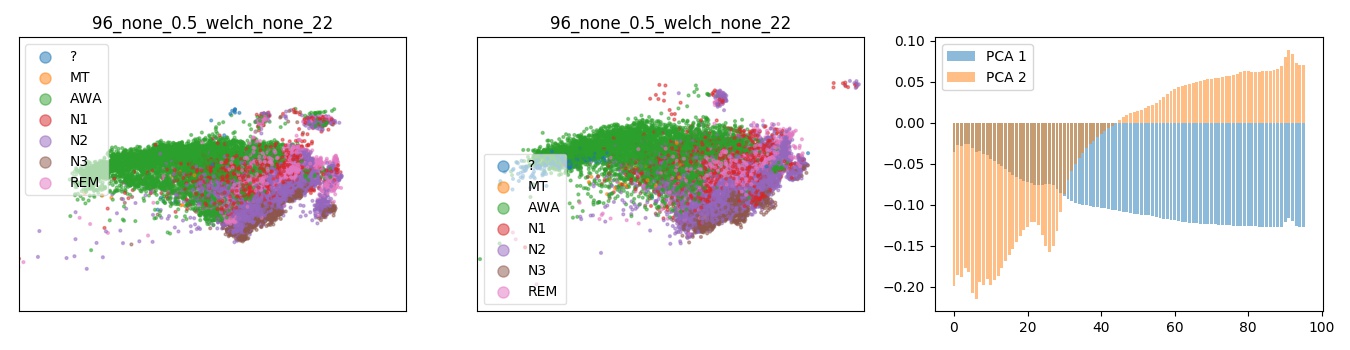 96_none_0.5_welch_none_22
?
MT
AWA
N1
N2
N3
REM
96_none_0.5_welch_none_22
?
MT
AWA
N1
N2
N3
REM
PCA 1
PCA 2
0.10
0.05
0.00
−0.05
−0.10
−0.15
−0.20
0
20
40
60
80
100